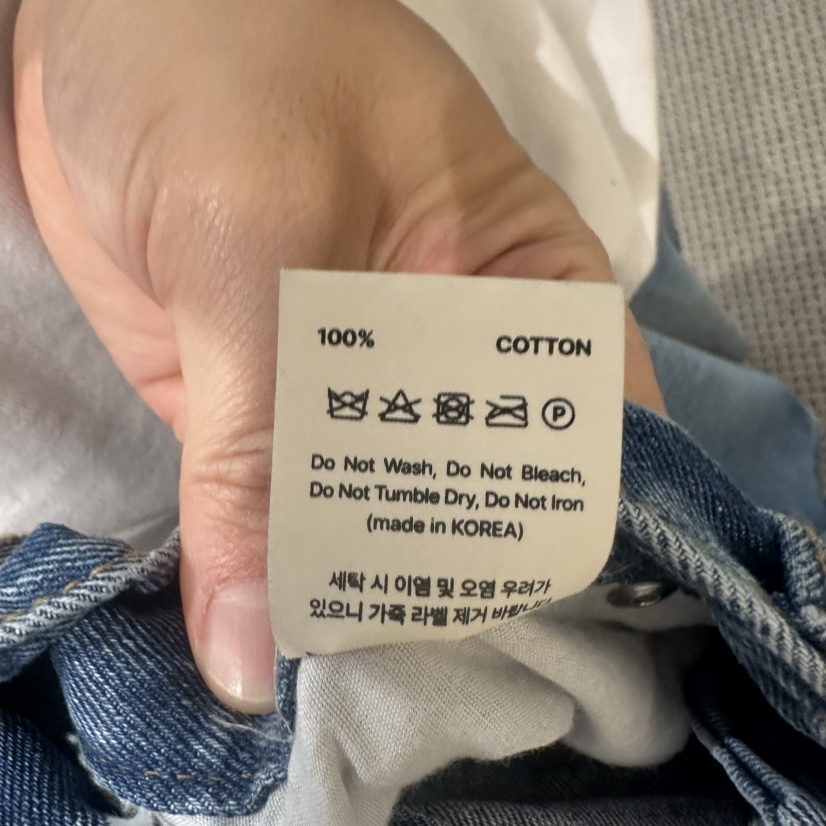 100% COTTON
P
Do Not Wash, Do Not Bleach,
Do Not Tumble Dry, Do Not Iron
(made in KOREA)
세탁 시 이염 및 오염 우려가
있으니 가죽 라벨 제거 바랍니다